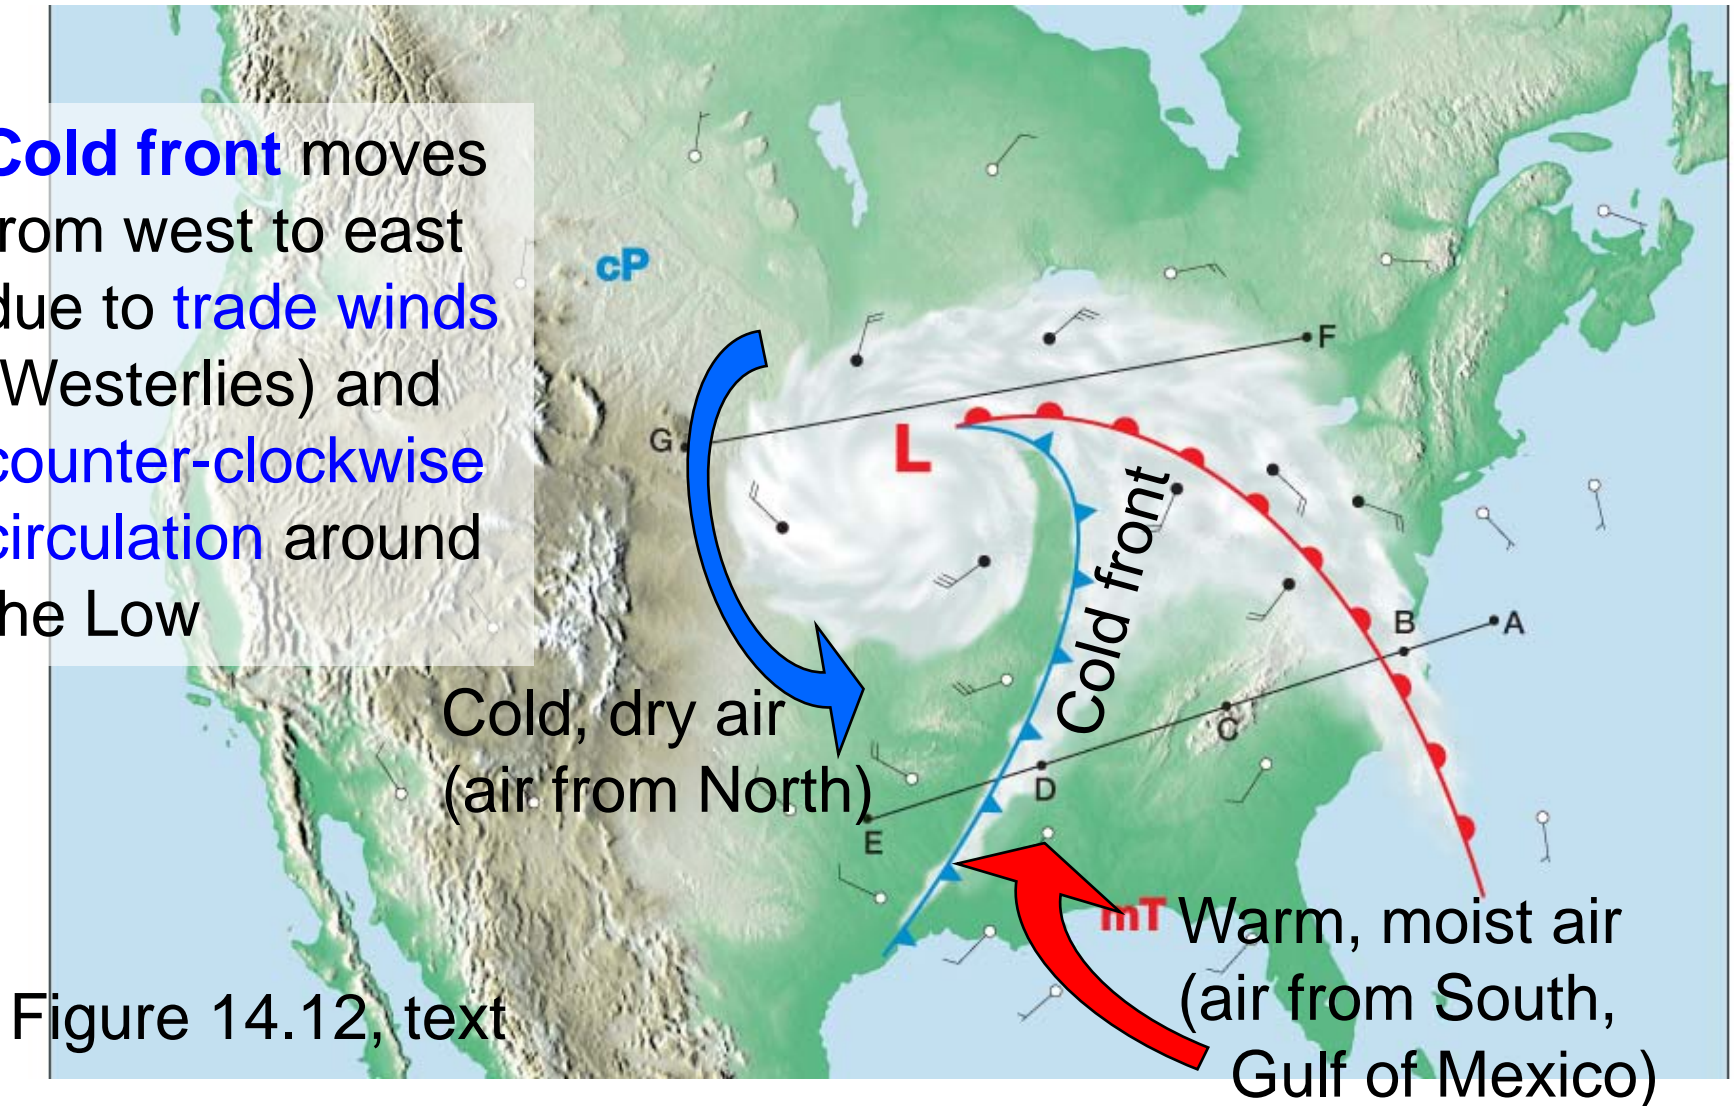 Cold front moves
rom west to east
due to trade winds
Westerlies) and
counter-clockwise
circulation around
he Low
cP
F
G
L
Cold front
B
A
C
D
E
Cold, dry air
(air from North)
mT
Warm, moist air
(air from South,
Gulf of Mexico)
Figure 14.12, text